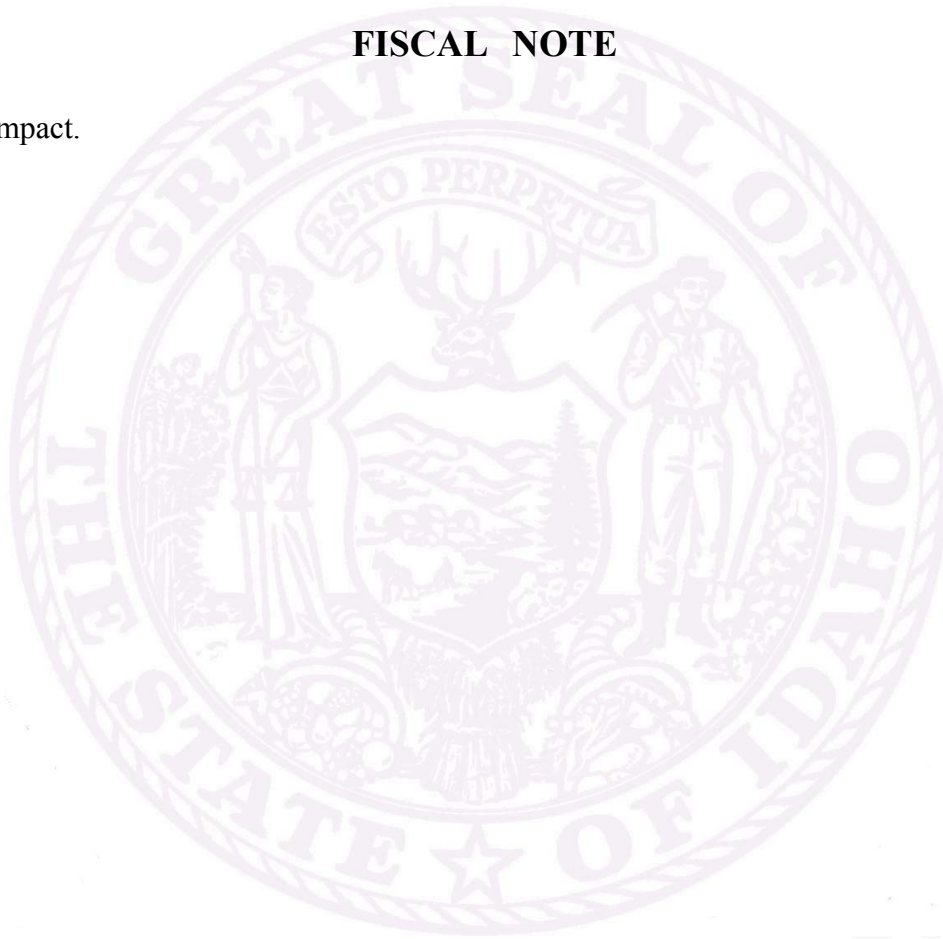 FISCAL NOTE
mpact.
GREAT SEAL OF
THE STATE OF IDAHO
ESTO PERPETUA